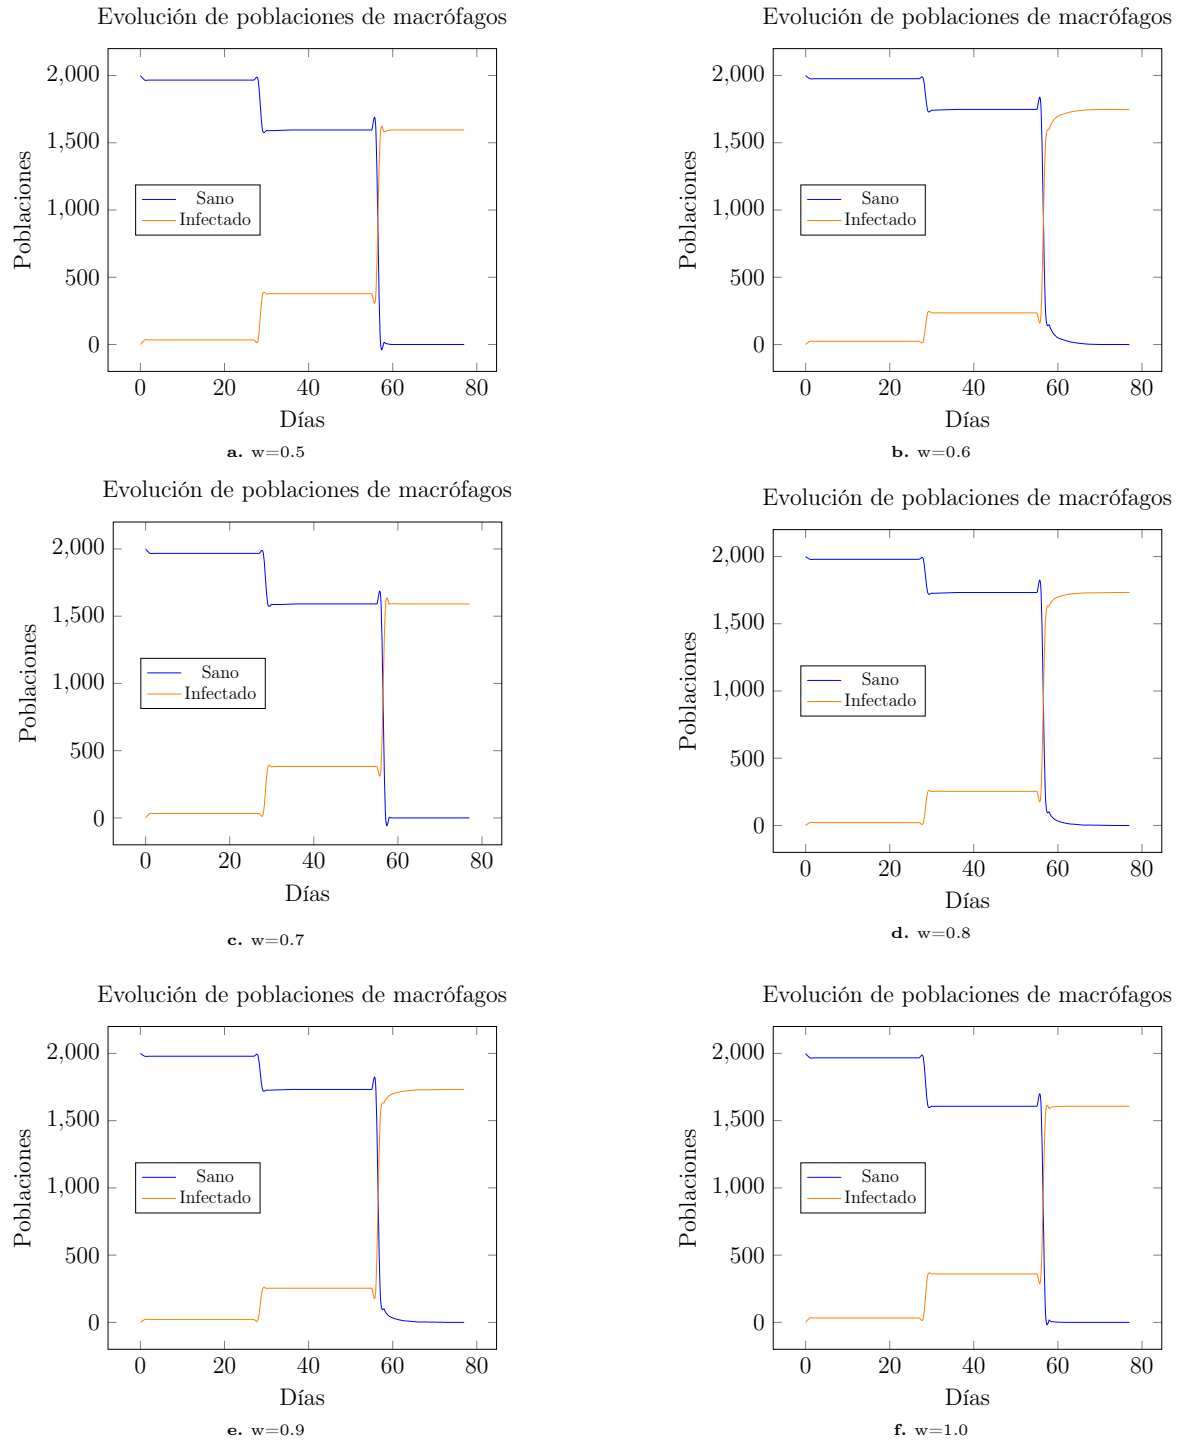 Evolución de poblaciones de macrófagos
2,000
1,500
1,000
500
0
Poblaciones
Sano
Infectado
0 20 40 60 80
Días
a. w=0.5
Evolución de poblaciones de macrófagos
2,000
1,500
1,000
500
0
Poblaciones
Sano
Infectado
0 20 40 60 80
Días
b. w=0.6
Evolución de poblaciones de macrófagos
2,000
1,500
1,000
500
0
Poblaciones
Sano
Infectado
0 20 40 60 80
Días
c. w=0.7
Evolución de poblaciones de macrófagos
2,000
1,500
1,000
500
0
Poblaciones
Sano
Infectado
0 20 40 60 80
Días
d. w=0.8
Evolución de poblaciones de macrófagos
2,000
1,500
1,000
500
0
Poblaciones
Sano
Infectado
0 20 40 60 80
Días
e. w=0.9
Evolución de poblaciones de macrófagos
2,000
1,500
1,000
500
0
Poblaciones
Sano
Infectado
0 20 40 60 80
Días
f. w=1.0